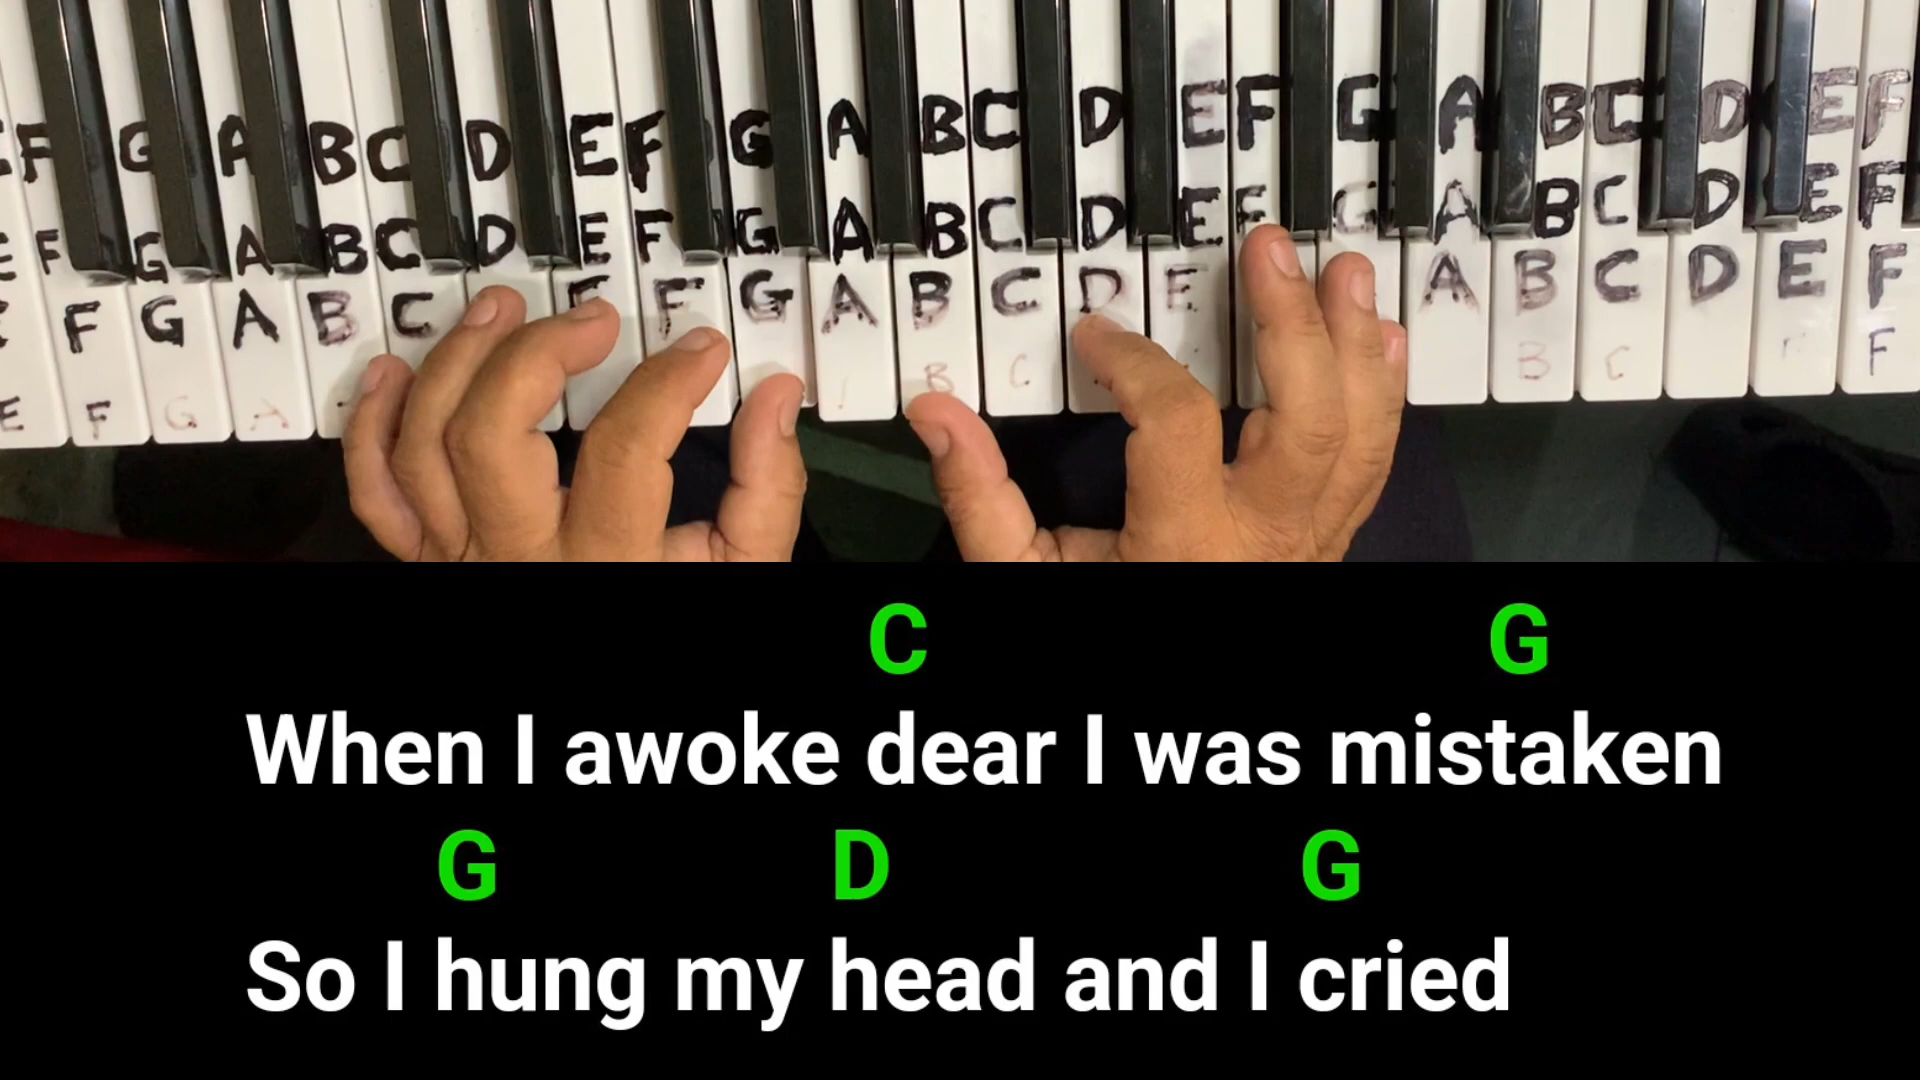 F G A B C D E F G A B C D E F G A B C D E F
E F G A B C D E F G A B C D E F G A B C D E F
F G A B C F G A B C D E A B C D E F
E F G A B C B C F
C G
When I awoke dear I was mistaken
G D G
So I hung my head and I cried